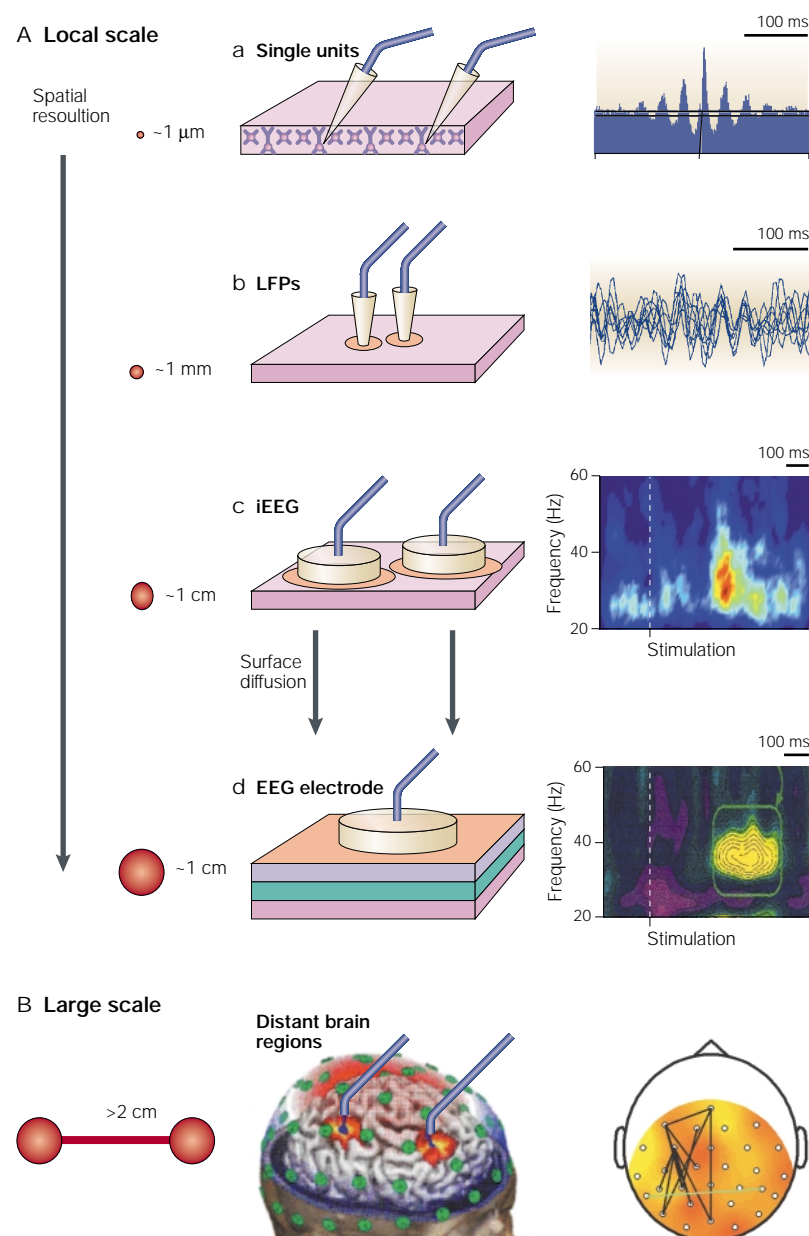 A Local scale
100 ms
a Single units
Spatial
resoultion
~1 µm
100 ms
b LFPs
~1 mm
100 ms
60
c iEEG
Frequency (Hz)
40
~1 cm
20
Stimulation
Surface
diffusion
100 ms
60
d EEG electrode
Frequency (Hz)
40
~1 cm
20
Stimulation
B Large scale
Distant brain
regions
>2 cm